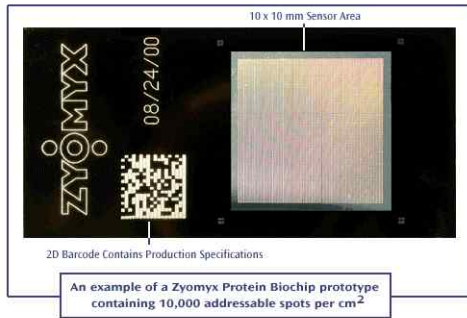 10 x 10 mm Sensor Area
ZYOMYX
08/24/00
2D Barcode Contains Production Specifications
An example of a Zyomyx Protein Biochip prototype
containing 10,000 addressable spots per cm2